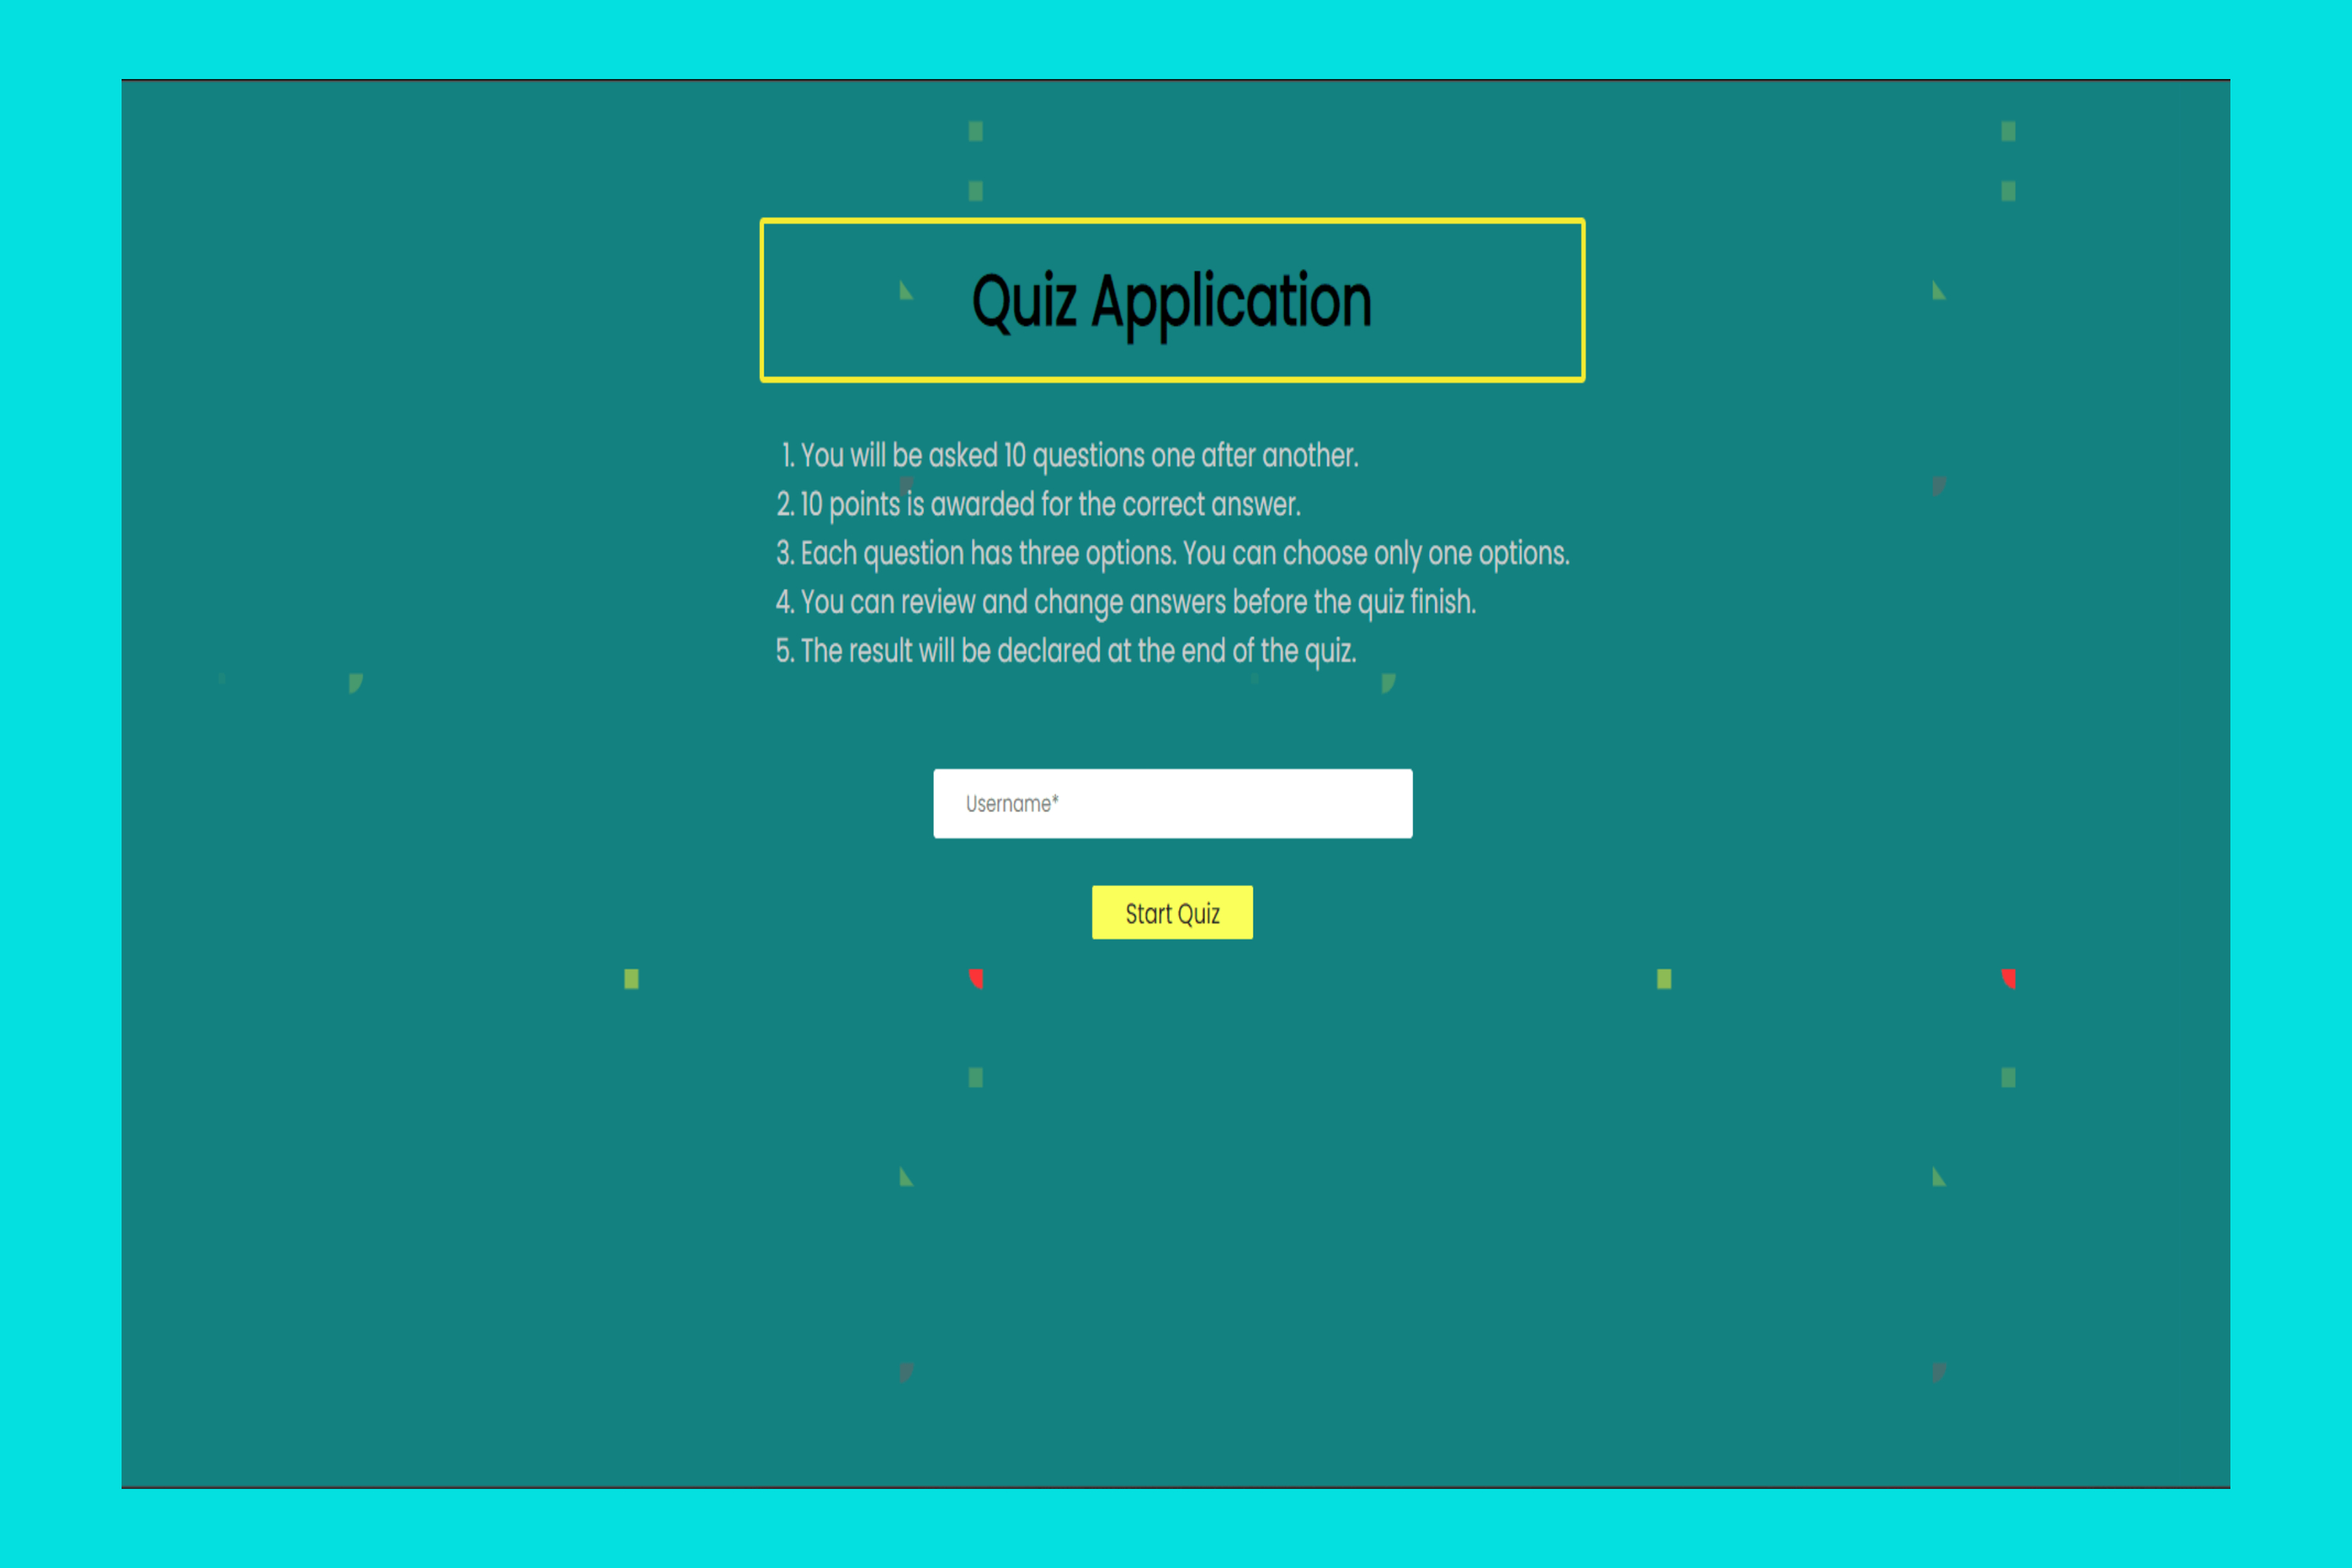 Quiz Application
1. You will be asked 10 questions one after another.
2. 10 points is awarded for the correct answer.
3. Each question has three options. You can choose only one options.
4. You can review and change answers before the quiz finish.
5. The result will be declared at the end of the quiz.
Username*
Start Quiz